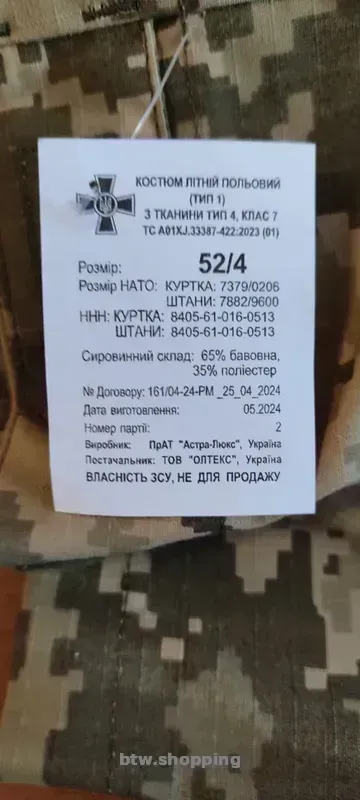 КОСТЮМ ЛІТНІЙ ПОЛЬОВИЙ
(ТИП 1)
З ТКАНИНИ ТИП 4, КЛАС 7
ТС А01XJ.33387-422:2023 (01)
Розмір: 52/4
Розмір НАТО: КУРТКА: 7379/0206
ШТАНИ: 7882/9600
ННН: КУРТКА: 8405-61-016-0513
ШТАНИ: 8405-61-016-0513
Сировинний склад: 65% бавовна,
35% поліестер
№ Договору: 161/04-24-РМ _25_04_2024
Дата виготовлення: 05.2024
Номер партії: 2
Виробник: ПрАТ "Астра-Люкс", Україна
Постачальник: ТОВ "ОЛТЕКС", Україна
ВЛАСНІСТЬ ЗСУ, НЕ ДЛЯ ПРОДАЖУ
btw.shopping